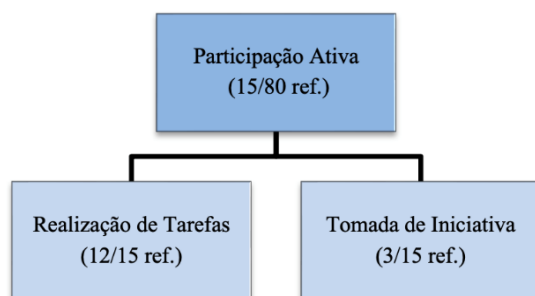 Participação Ativa
(15/80 ref.)
Realização de Tarefas
(12/15 ref.)
Tomada de Iniciativa
(3/15 ref.)